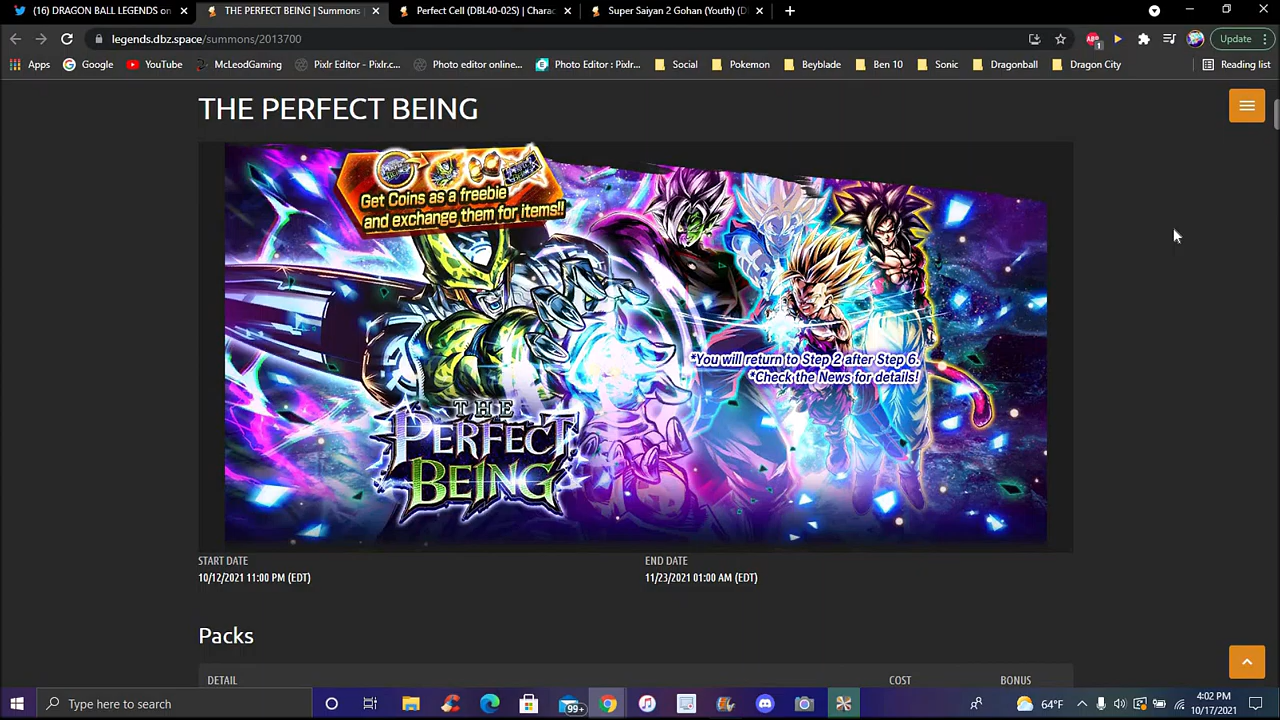 (16) DRAGON BALL LEGENDS on
THE PERFECT BEING | Summons
Perfect Cell (DBL40-02S) | Charac
Super Saiyan 2 Gohan (Youth) (D
legends.dbz.space/summons/2013700
1
Update
Apps
Google
YouTube
McLeodGaming
Pixlr Editor - Pixlr.c...
Photo editor online...
Photo Editor : Pixlr...
Social
Pokemon
Beyblade
Ben 10
Sonic
Dragonball
Dragon City
Reading list
THE PERFECT BEING
Get Coins as a freebie
and exchange them for items!!
*You will return to Step 2 after Step 6.
*Check the News for details!
THE
PERFECT
BEING
START DATE
10/12/2021 11:00 PM (EDT)
END DATE
11/23/2021 01:00 AM (EDT)
Packs
DETAIL
COST
BONUS
Type here to search
99+
64°F
4:02 PM
10/17/2021